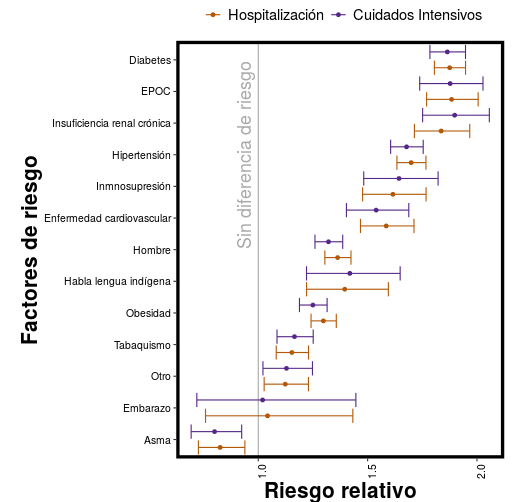 Hospitalización Cuidados Intensivos
Factores de riesgo
Diabetes
EPOC
Insuficiencia renal crónica
Hipertensión
Inmnosupresión
Enfermedad cardiovascular
Hombre
Habla lengua indígena
Obesidad
Tabaquismo
Otro
Embarazo
Asma
Sin diferencia de riesgo
1.0 1.5 2.0
Riesgo relativo